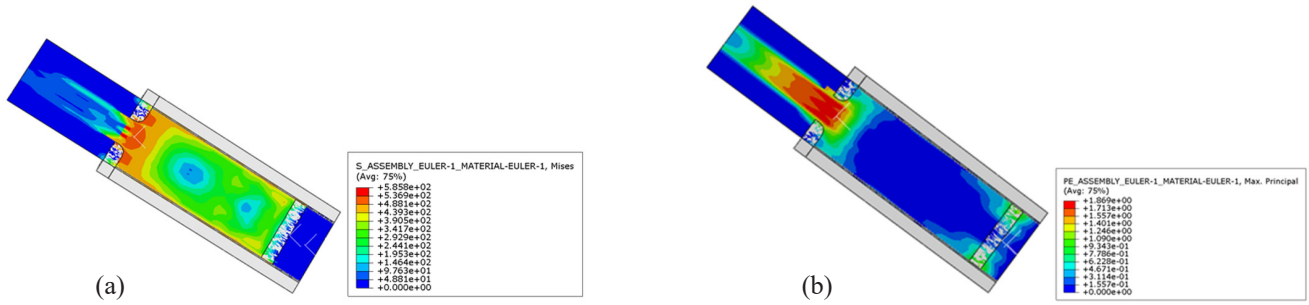 S_ASSEMBLY_EULER-1_MATERIAL-EULER-1, Mises
(Avg: 75%)
+5.858e+02
+5.369e+02
+4.881e+02
+4.393e+02
+3.905e+02
+3.417e+02
+2.929e+02
+2.441e+02
+1.953e+02
+1.464e+02
+9.763e+01
+4.881e+01
+0.000e+00
(a)
PE_ASSEMBLY_EULER-1_MATERIAL-EULER-1, Max. Principal
(Avg: 75%)
+1.869e+00
+1.713e+00
+1.557e+00
+1.401e+00
+1.246e+00
+1.090e+00
+9.343e-01
+7.786e-01
+6.228e-01
+4.671e-01
+3.114e-01
+1.557e-01
+0.000e+00
(b)